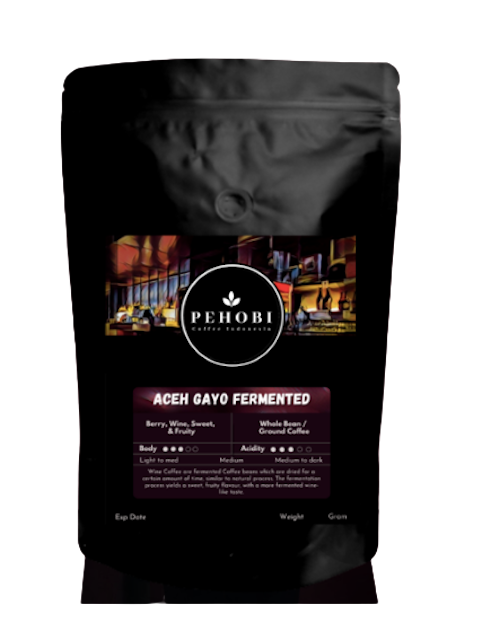 PEHOBI
Coffee Indonesia
ACEH GAYO FERMENTED
Berry, Wine, Sweet,
& Fruity
Whole Bean /
Ground Coffee
Body
Acidity
Light to med
Medium
Medium to dark
Wine Coffee are fermented Coffee beans which are dried for a
certain amount of time, similar to natural process. The fermentation
process yields a sweet, fruity flavour, with a more fermented wine-
like taste.
Exp Date
Weight
Gram